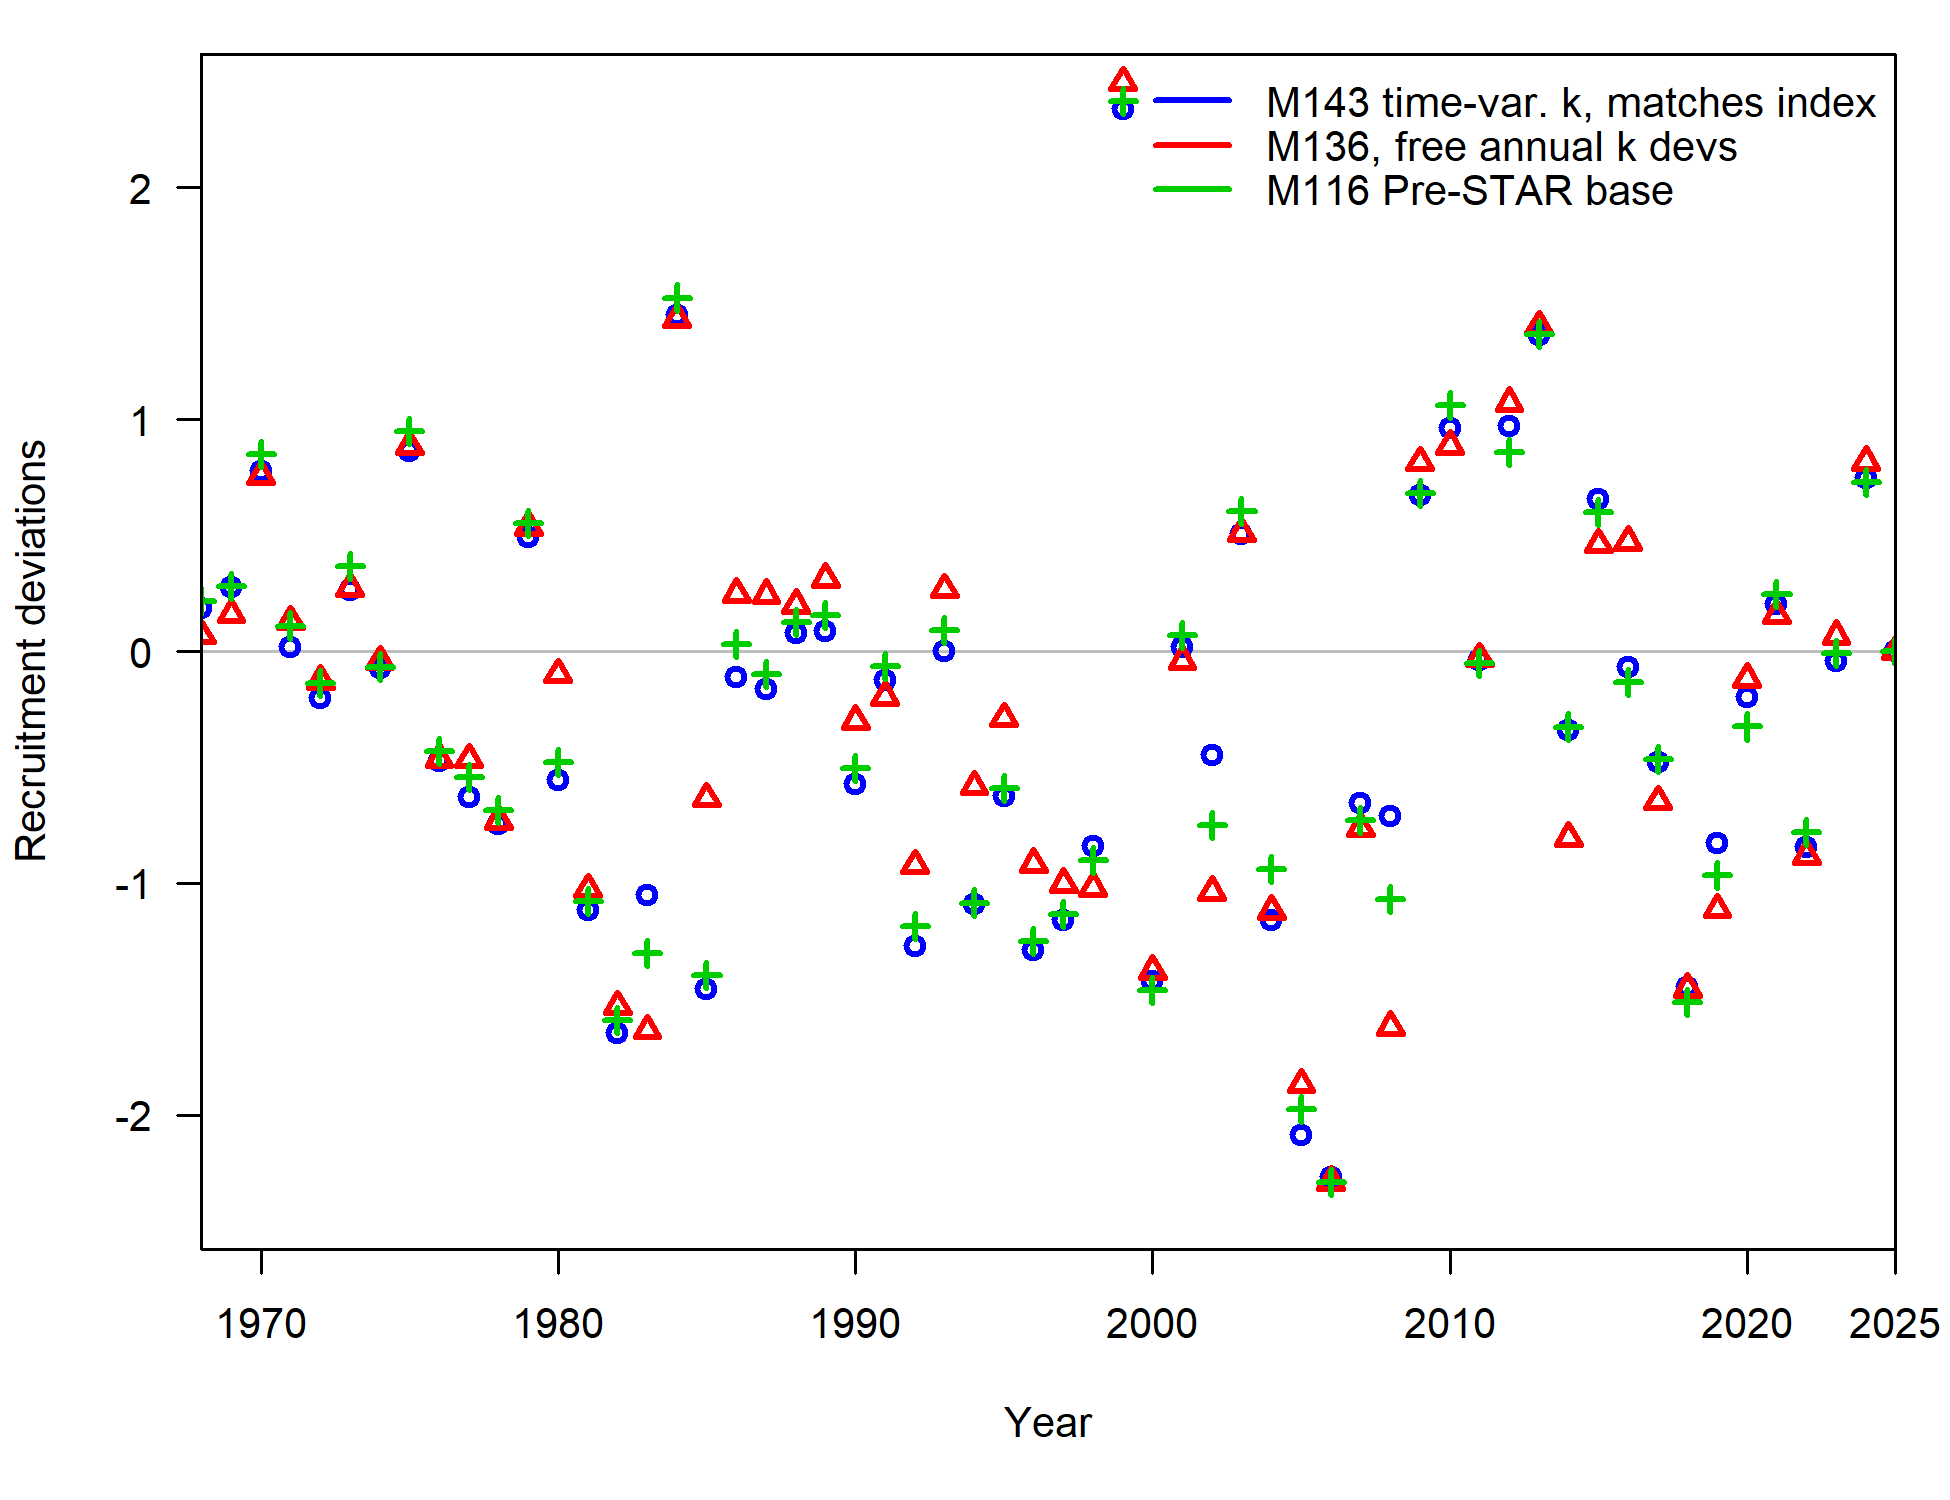 M143 time-var. k, matches index
M136, free annual k devs
M116 Pre-STAR base
2
1
0
-1
-2
Recruitment deviations
1970 1980 1990 2000 2010 2020 2025
Year